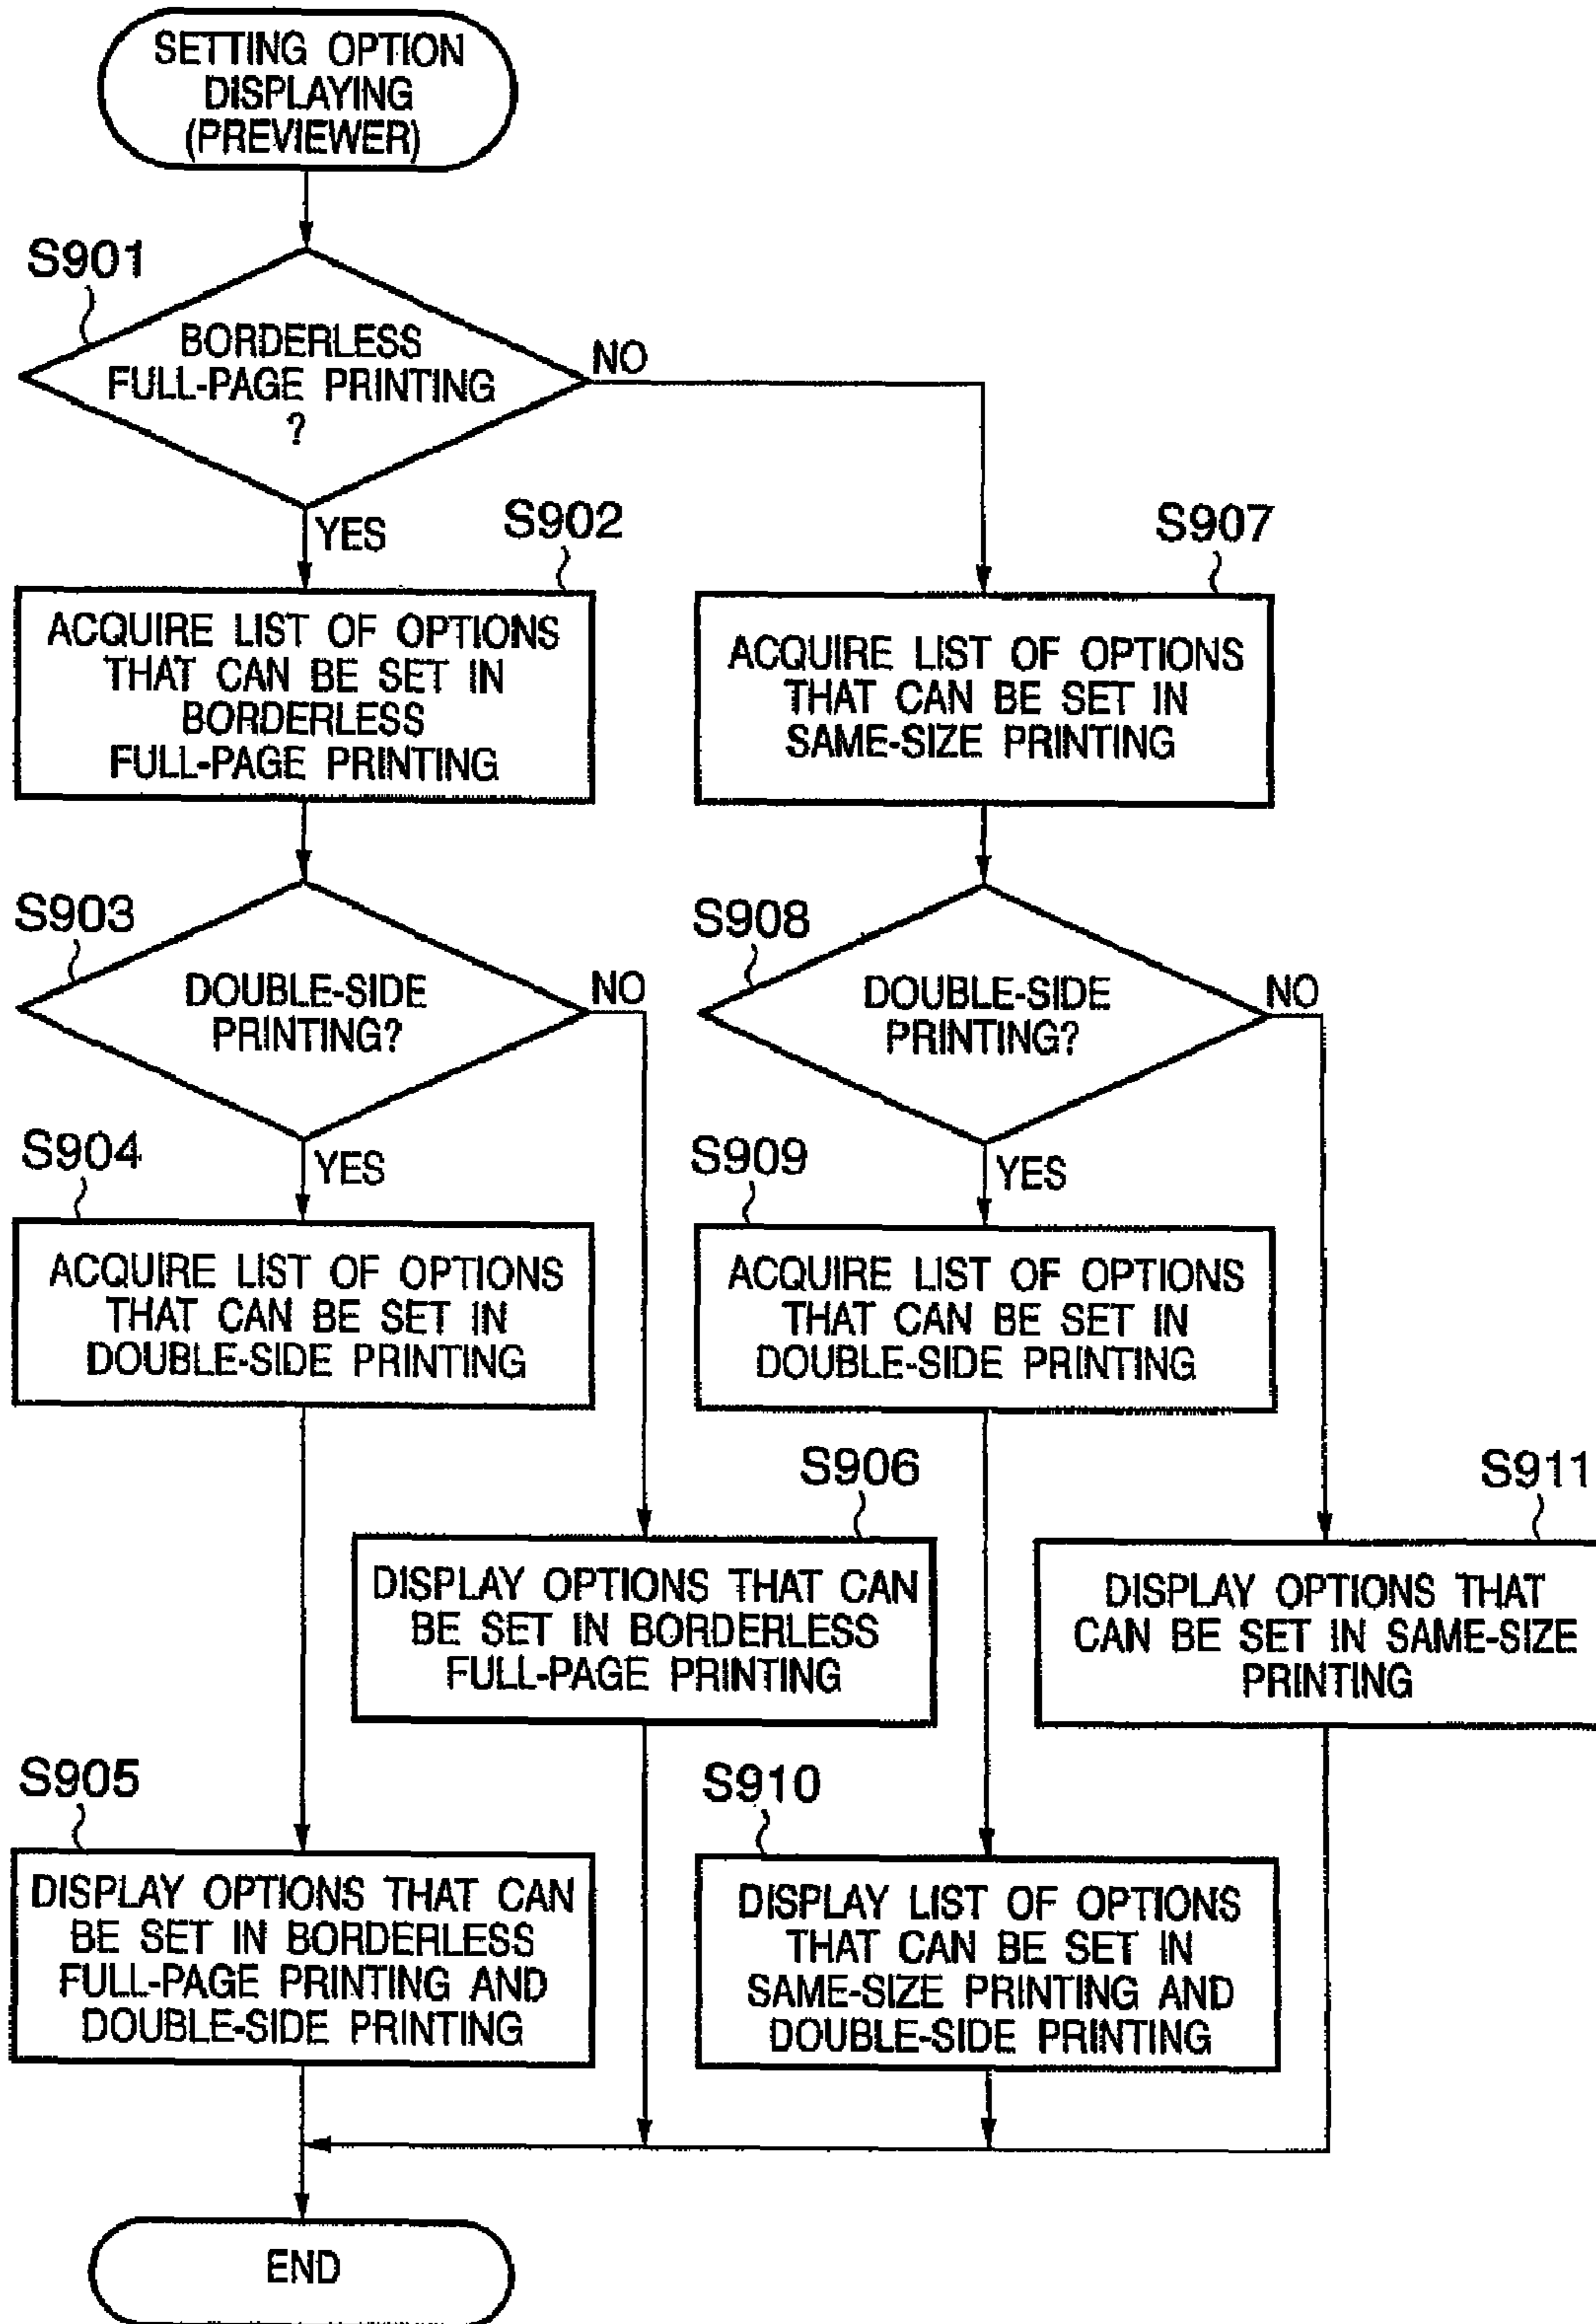 SETTING OPTION
DISPLAYING
(PREVIEWER)
S901
BORDERLESS
FULL-PAGE PRINTING
?
NO
YES
S902
ACQUIRE LIST OF OPTIONS
THAT CAN BE SET IN
BORDERLESS
FULL-PAGE PRINTING
S907
ACQUIRE LIST OF OPTIONS
THAT CAN BE SET IN
SAME-SIZE PRINTING
S903
DOUBLE-SIDE
PRINTING?
NO
YES
S908
DOUBLE-SIDE
PRINTING?
NO
YES
S904
ACQUIRE LIST OF OPTIONS
THAT CAN BE SET IN
DOUBLE-SIDE PRINTING
S909
ACQUIRE LIST OF OPTIONS
THAT CAN BE SET IN
DOUBLE-SIDE PRINTING
S906
DISPLAY OPTIONS THAT CAN
BE SET IN BORDERLESS
FULL-PAGE PRINTING
S911
DISPLAY OPTIONS THAT
CAN BE SET IN SAME-SIZE
PRINTING
S905
DISPLAY OPTIONS THAT CAN
BE SET IN BORDERLESS
FULL-PAGE PRINTING AND
DOUBLE-SIDE PRINTING
S910
DISPLAY LIST OF OPTIONS
THAT CAN BE SET IN
SAME-SIZE PRINTING AND
DOUBLE-SIDE PRINTING
END